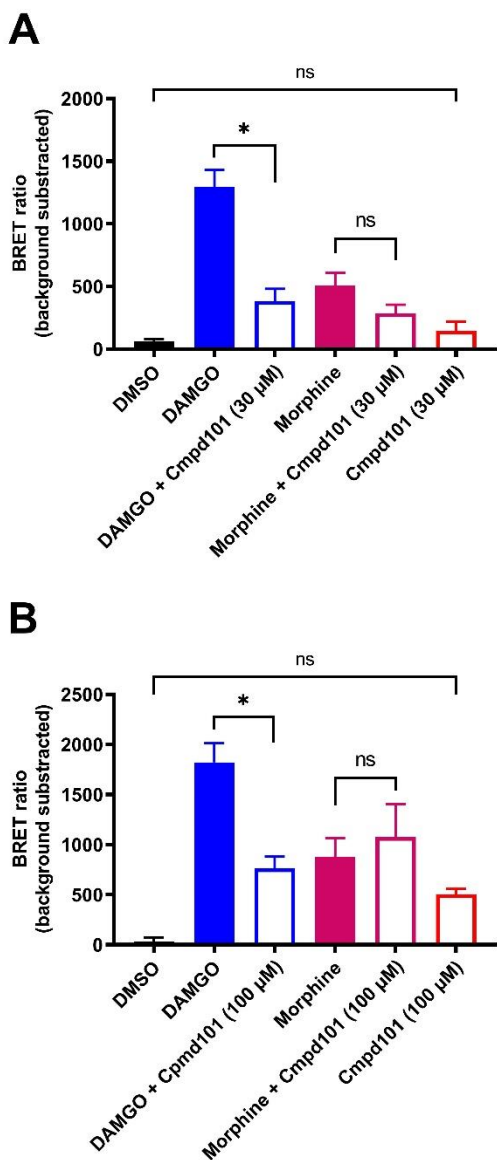 A
ns
2000
1500
1000
500
0
BRET ratio
(background substracted)
*
ns
DMSO
DAMGO
DAMGO + Cmpd101 (30 µM)
Morphine
Morphine + Cmpd101 (30 µM)
Cmpd101 (30 µM)
B
ns
2500
2000
1500
1000
500
0
BRET ratio
(background substracted)
*
ns
DMSO
DAMGO
DAMGO + Cpmd101 (100 µM)
Morphine
Morphine + Cmpd101 (100 µM)
Cmpd101 (100 µM)